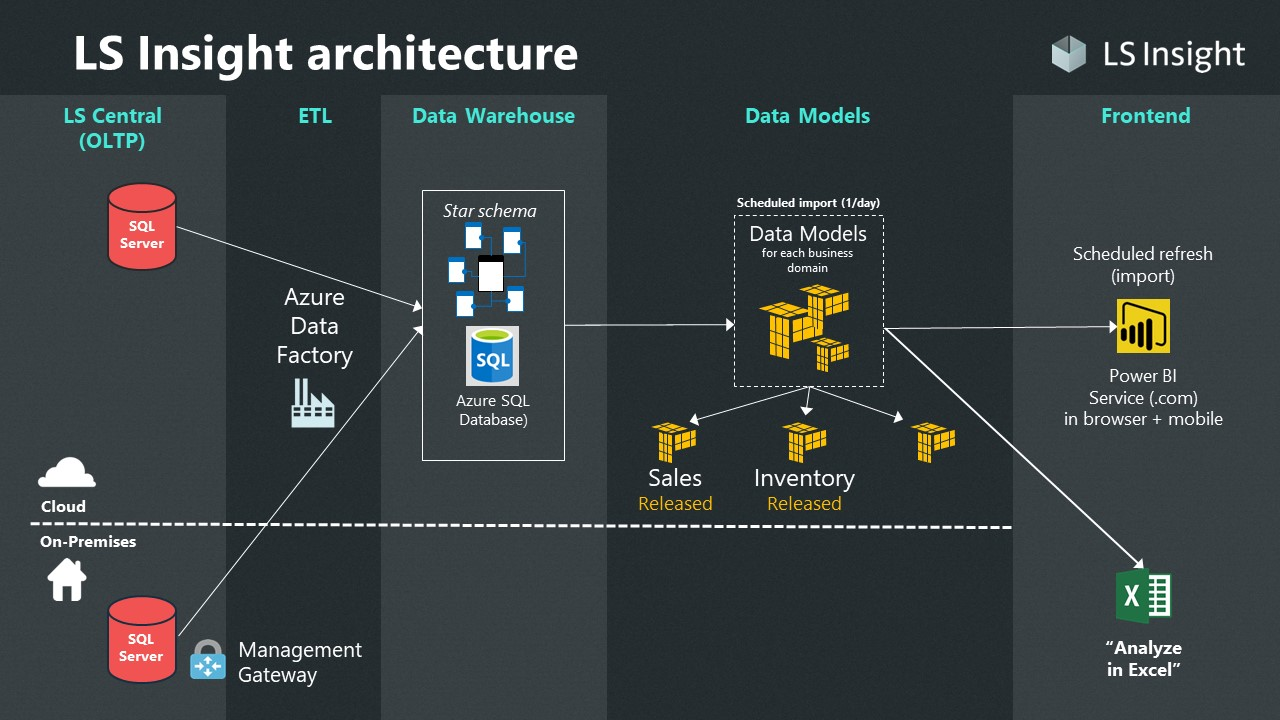 LS Insight architecture
LS Insight
LS Central
(OLTP)
ETL
Data Warehouse
Data Models
Frontend
SQL
Server
Azure
Data
Factory
Star schema
SQL
Azure SQL
Database)
Scheduled import (1/day)
Data Models
for each business
domain
Sales
Released
Inventory
Released
Scheduled refresh
(import)
Power BI
Service (.com)
in browser + mobile
Cloud
On-Premises
SQL
Server
Management
Gateway
X
“Analyze
in Excel”